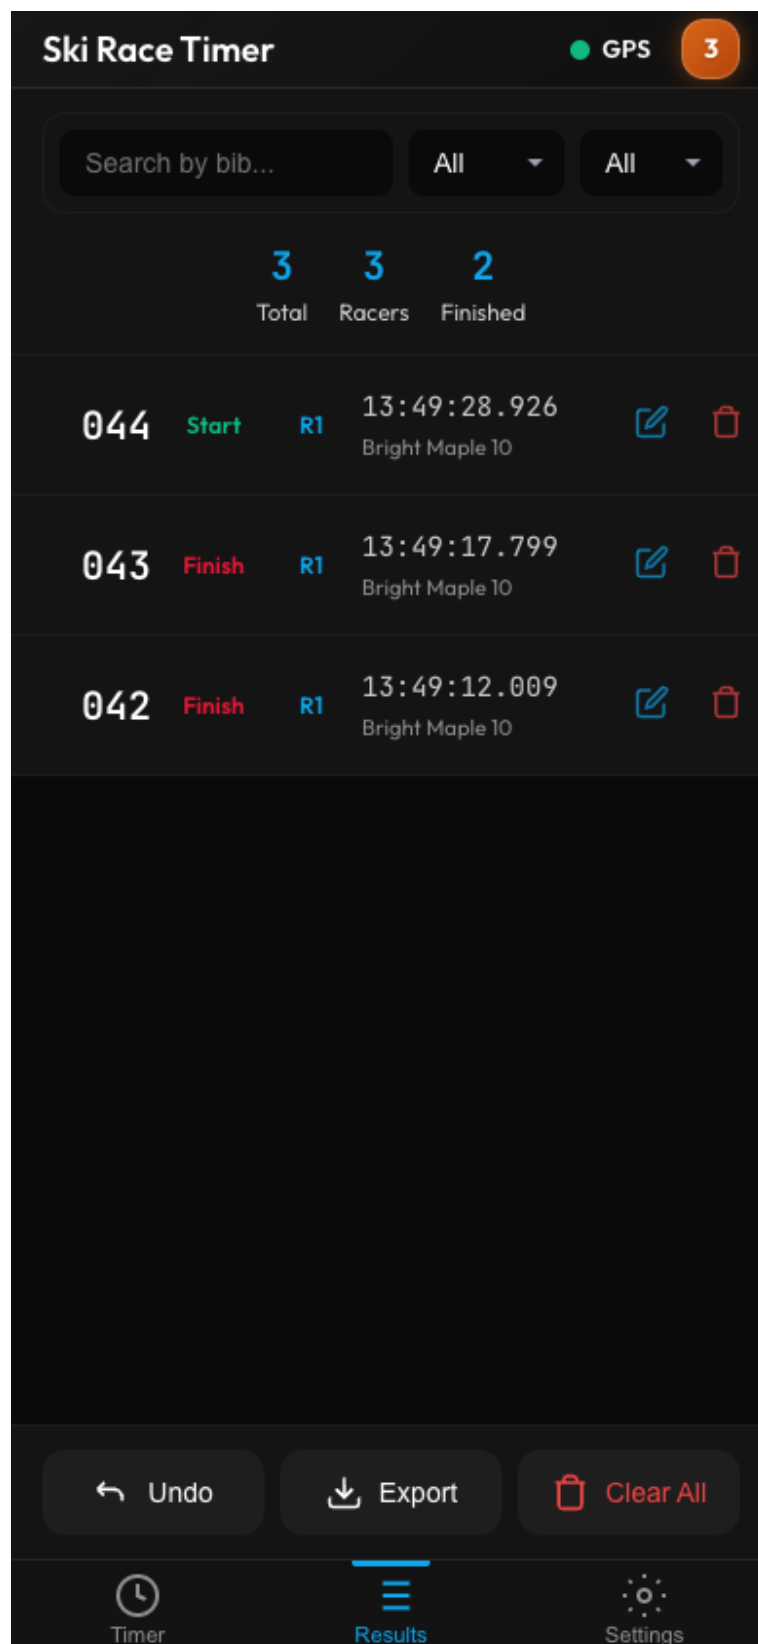 Ski Race Timer GPS 3
Search by bib... All All
3 3 2
Total Racers Finished
044 Start R1 13:49:28.926
Bright Maple 10
043 Finish R1 13:49:17.799
Bright Maple 10
042 Finish R1 13:49:12.009
Bright Maple 10
Undo Export Clear All
Timer Results Settings